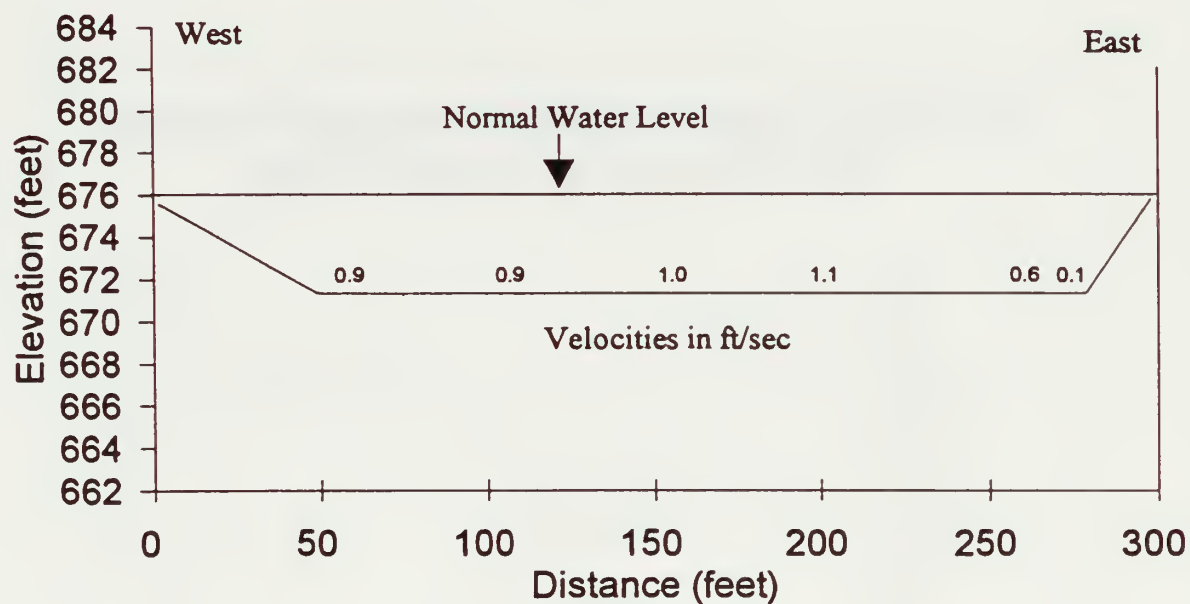 684
West
East
682
680
Normal Water Level
678
676
674
672
0.9 0.9 1.0 1.1 0.6 0.1
670
Velocities in ft/sec
668
666
664
662
Elevation (feet)
0 50 100 150 200 250 300
Distance (feet)